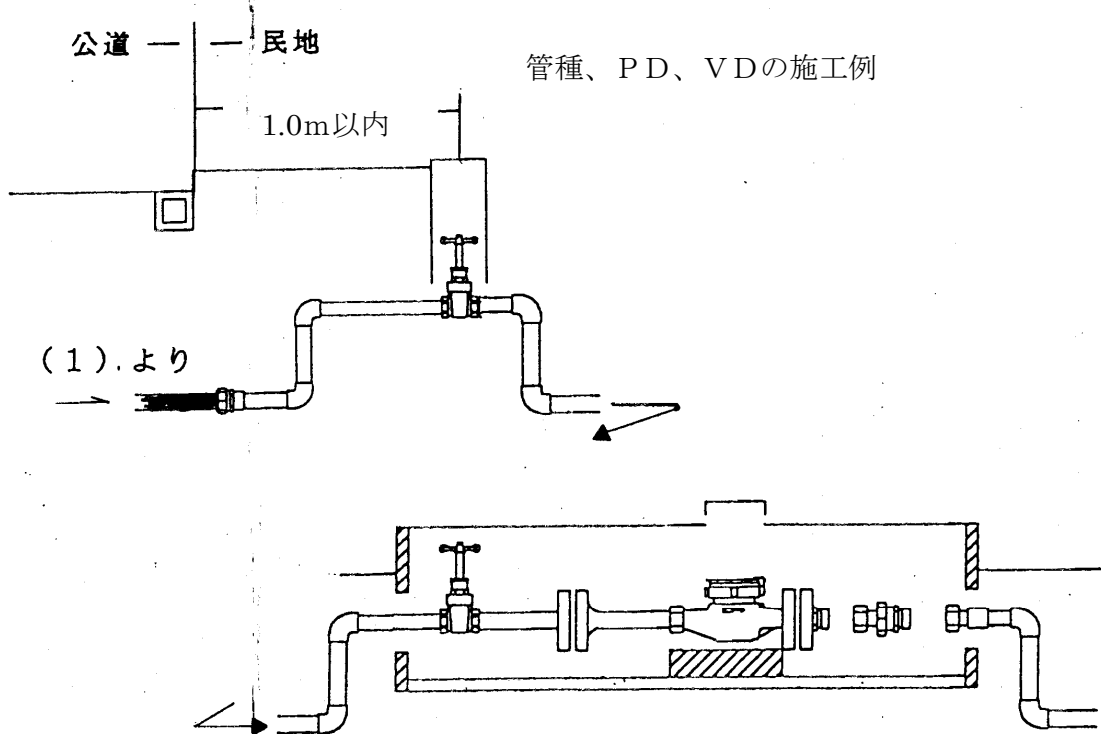 公道 ― ― 民地
管種、PD、VDの施工例
1.0m以内
(1).より